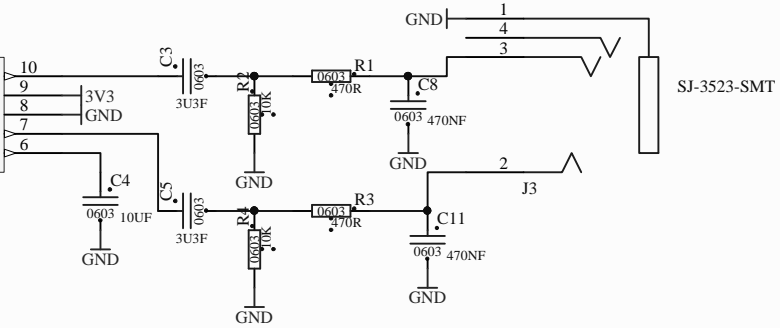 GND
1
4
3
SJ-3523-SMT
10
C3
0603
3U3F
R2
0603
10K
R1
0603
470R
C8
0603
470NF
9
3V3
8
GND
7
6
GND
GND
2
J3
C4
0603
10UF
GND
C5
0603
3U3F
R4
0603
10K
R3
0603
470R
C11
0603
470NF
GND
GND